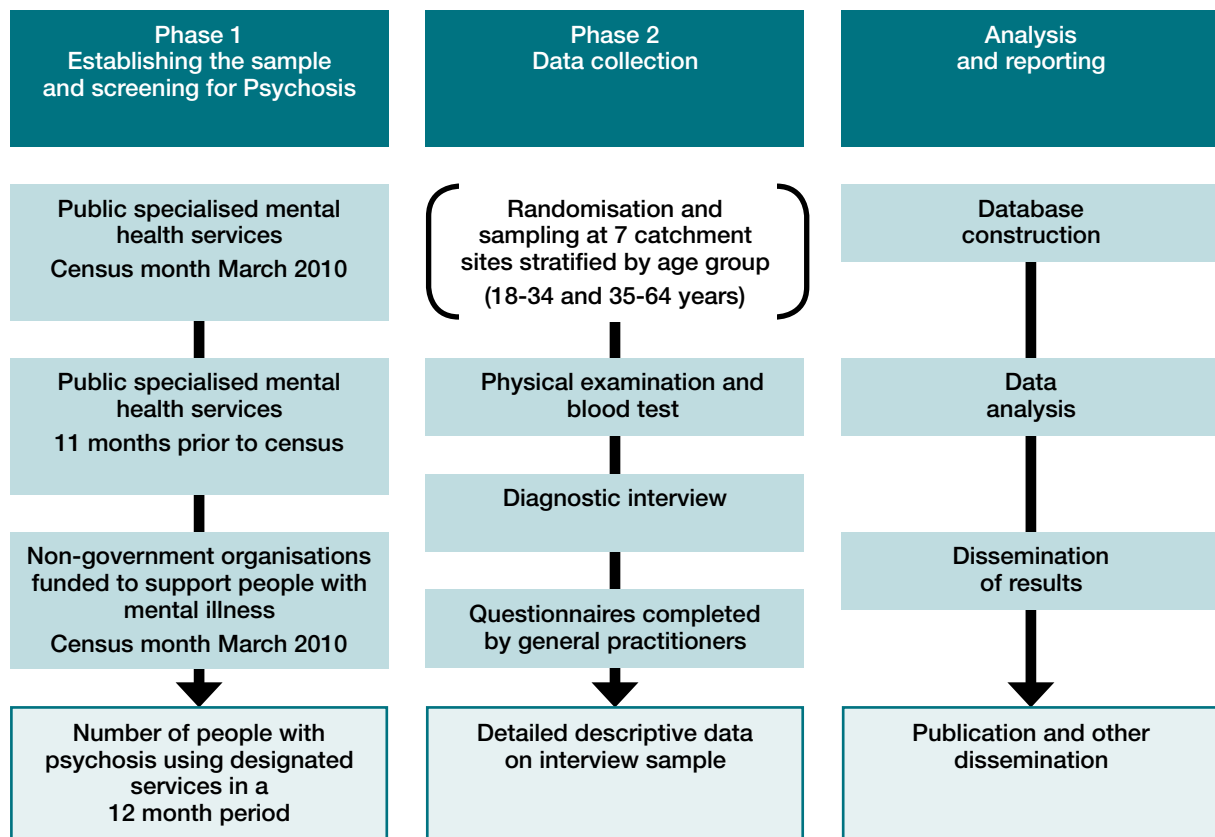 Phase 1
Establishing the sample
and screening for Psychosis
Public specialised mental
health services
Census month March 2010
Public specialised mental
health services
11 months prior to census
Non-government organisations
funded to support people with
mental illness
Census month March 2010
Number of people with
psychosis using designated
services in a
12 month period
Phase 2
Data collection
Randomisation and
sampling at 7 catchment
sites stratified by age group
(18-34 and 35-64 years)
Physical examination and
blood test
Diagnostic interview
Questionnaires completed
by general practitioners
Detailed descriptive data
on interview sample
Analysis
and reporting
Database
construction
Data
analysis
Dissemination
of results
Publication and other
dissemination